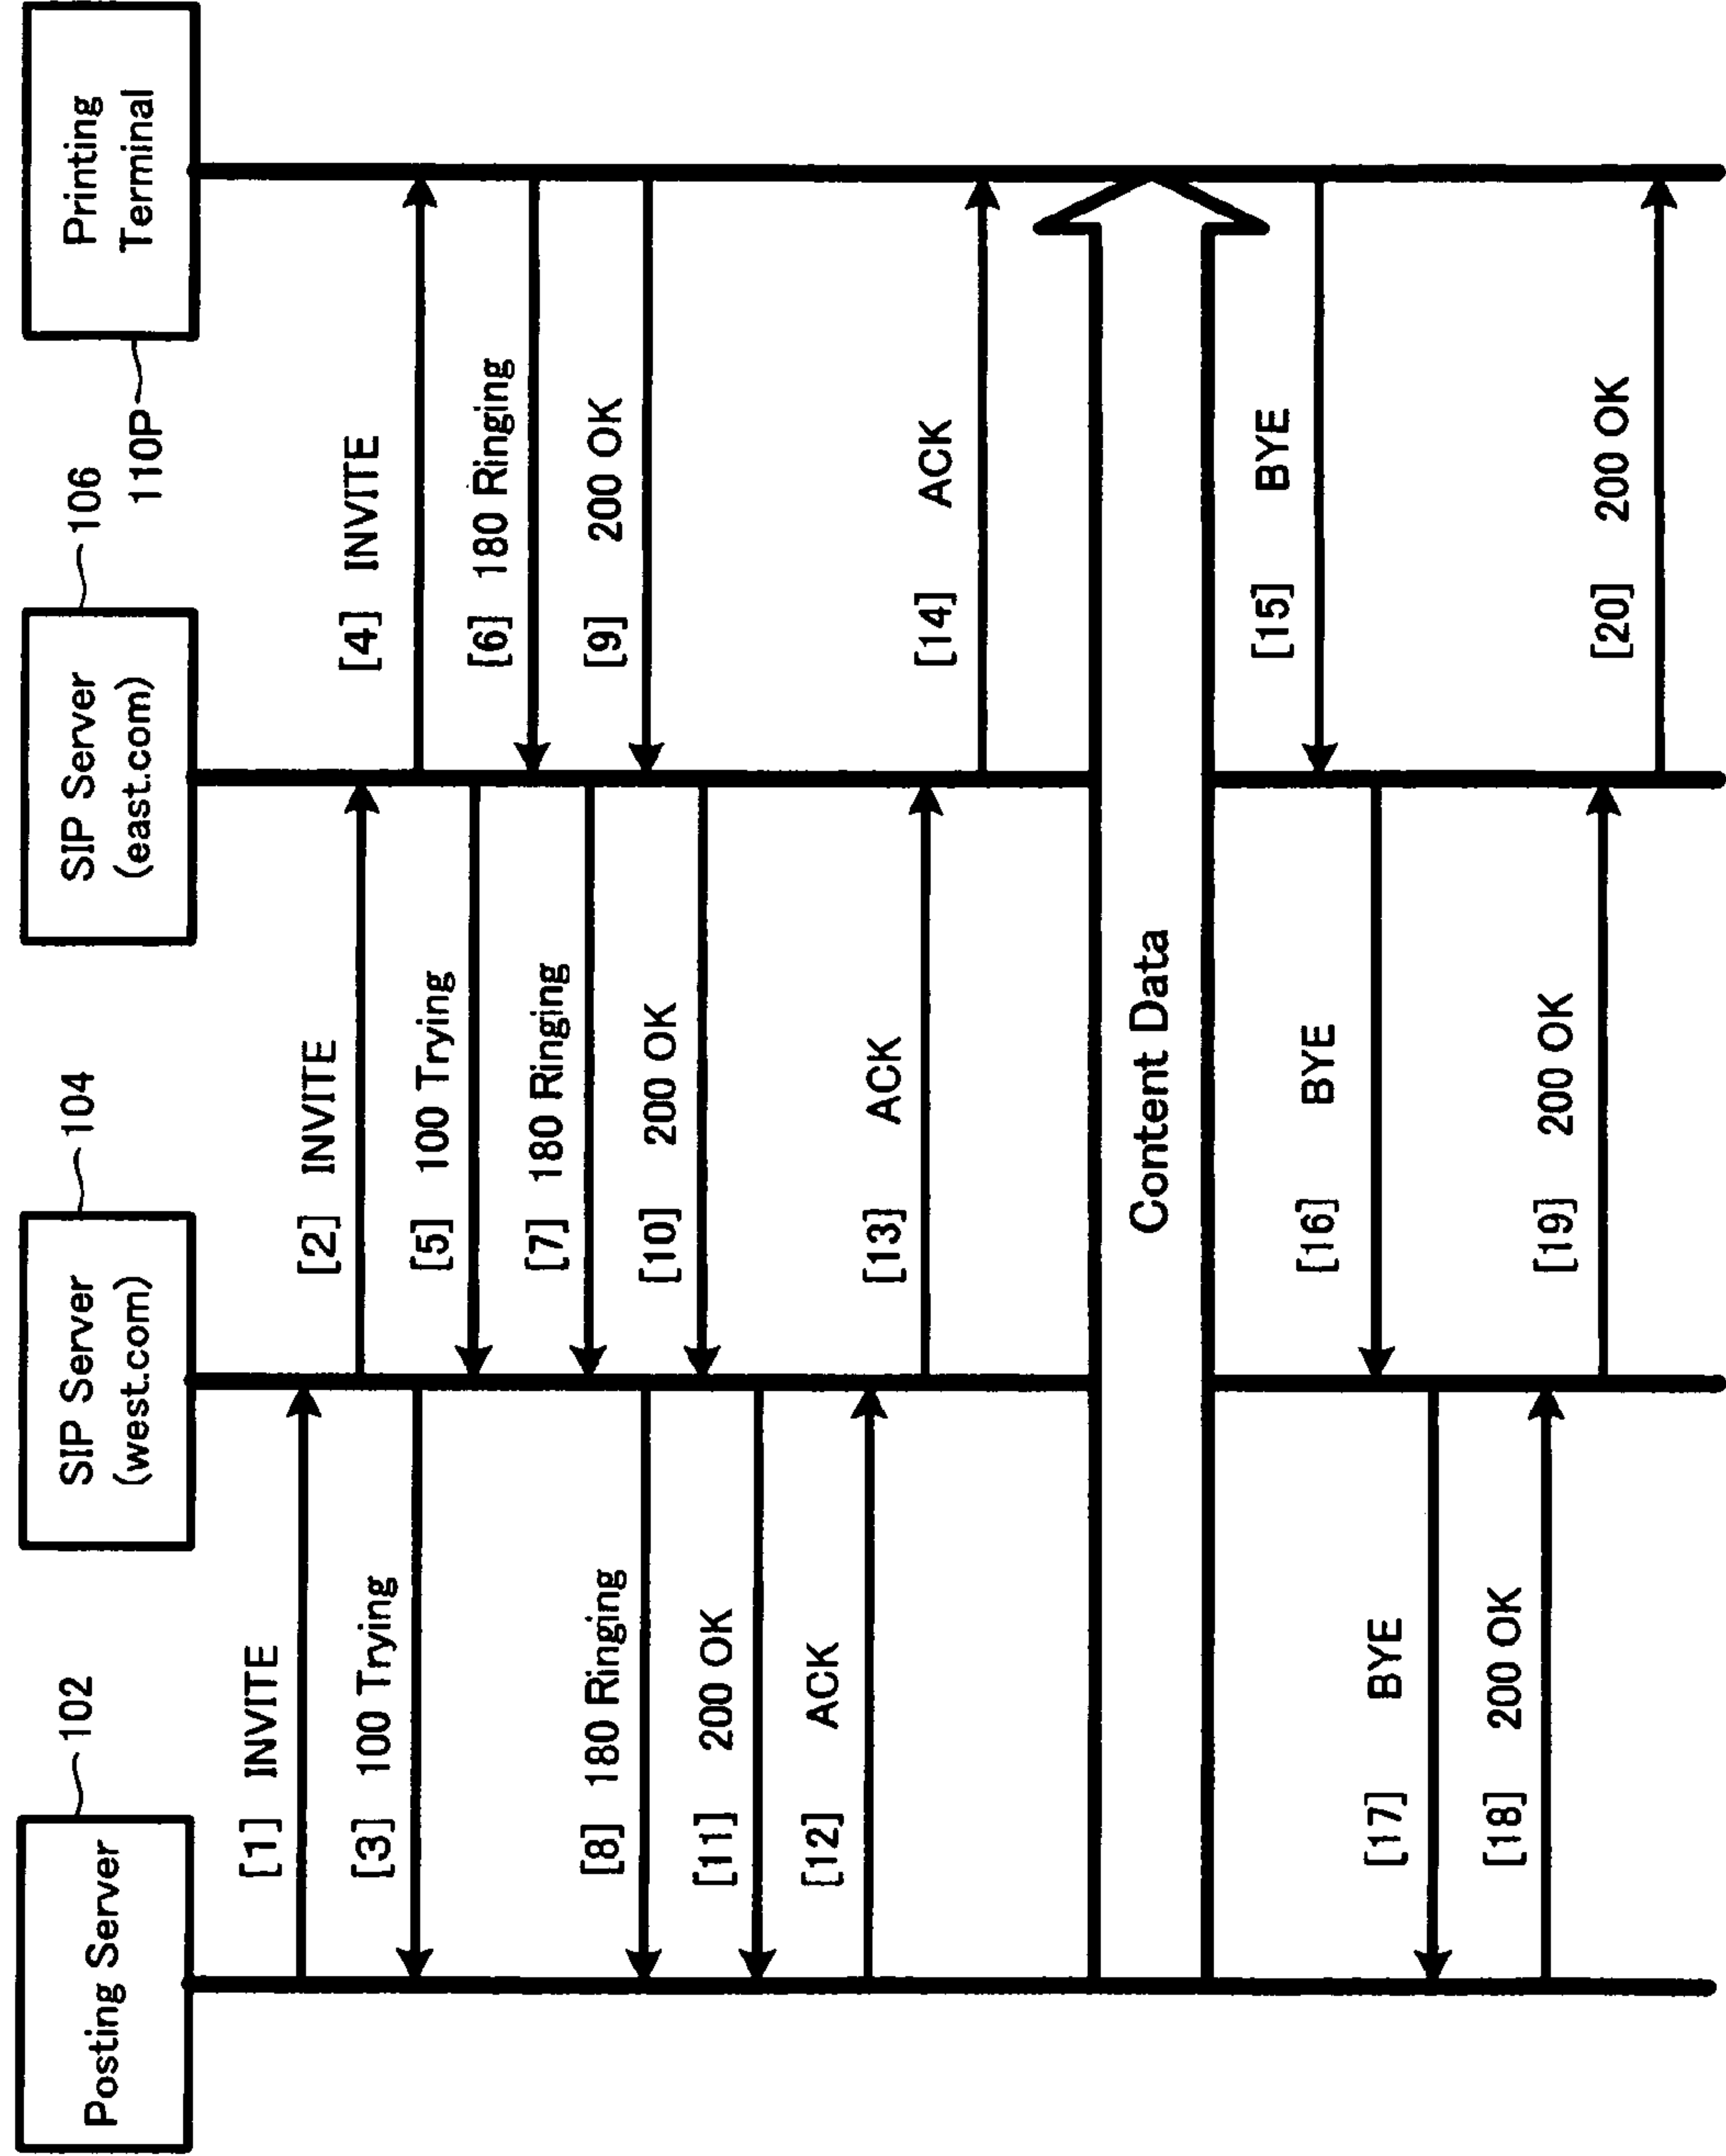 Posting Server
102
SIP Server
(west.com)
104
SIP Server
(east.com)
106
Printing
Terminal
110P
[1] INVITE
[2] INVITE
[3] 100 Trying
[4] INVITE
[5] 100 Trying
[6] 180 Ringing
[7] 180 Ringing
[8] 180 Ringing
[9] 200 OK
[10] 200 OK
[11] 200 OK
[12] ACK
[13] ACK
[14] ACK
Content Data
[15] BYE
[16] BYE
[17] BYE
[18] 200 OK
[19] 200 OK
[20] 200 OK